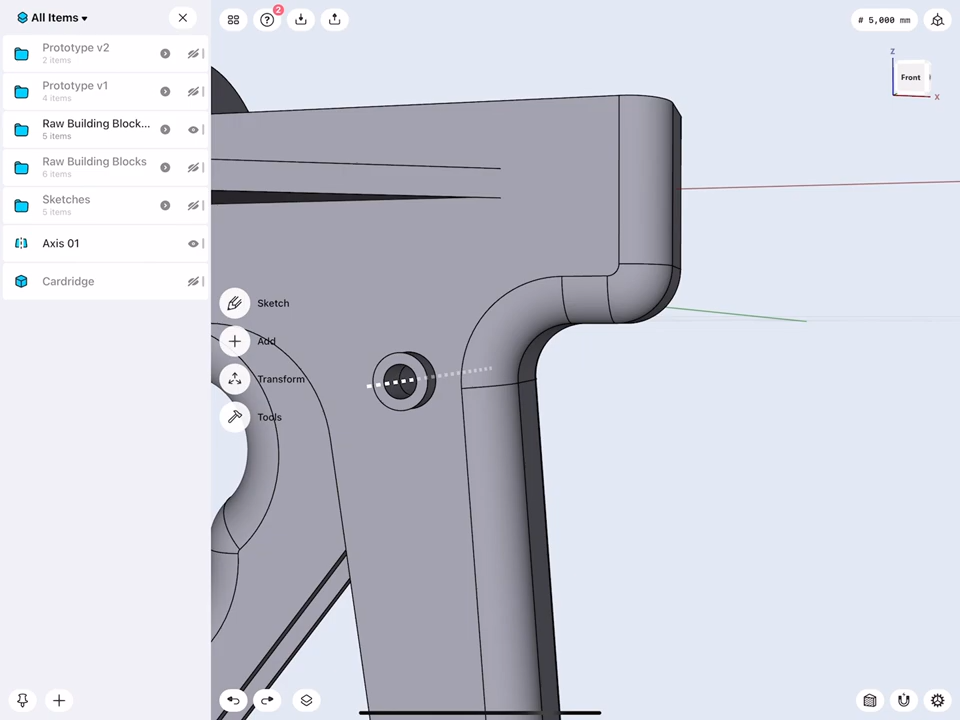 All Items
Prototype v2
2 items
Prototype v1
4 items
Raw Building Block...
5 items
Raw Building Blocks
6 items
Sketches
5 items
Axis 01
Cardridge
2
# 5,000 mm
Z
Front
X
Sketch
Add
Transform
Tools